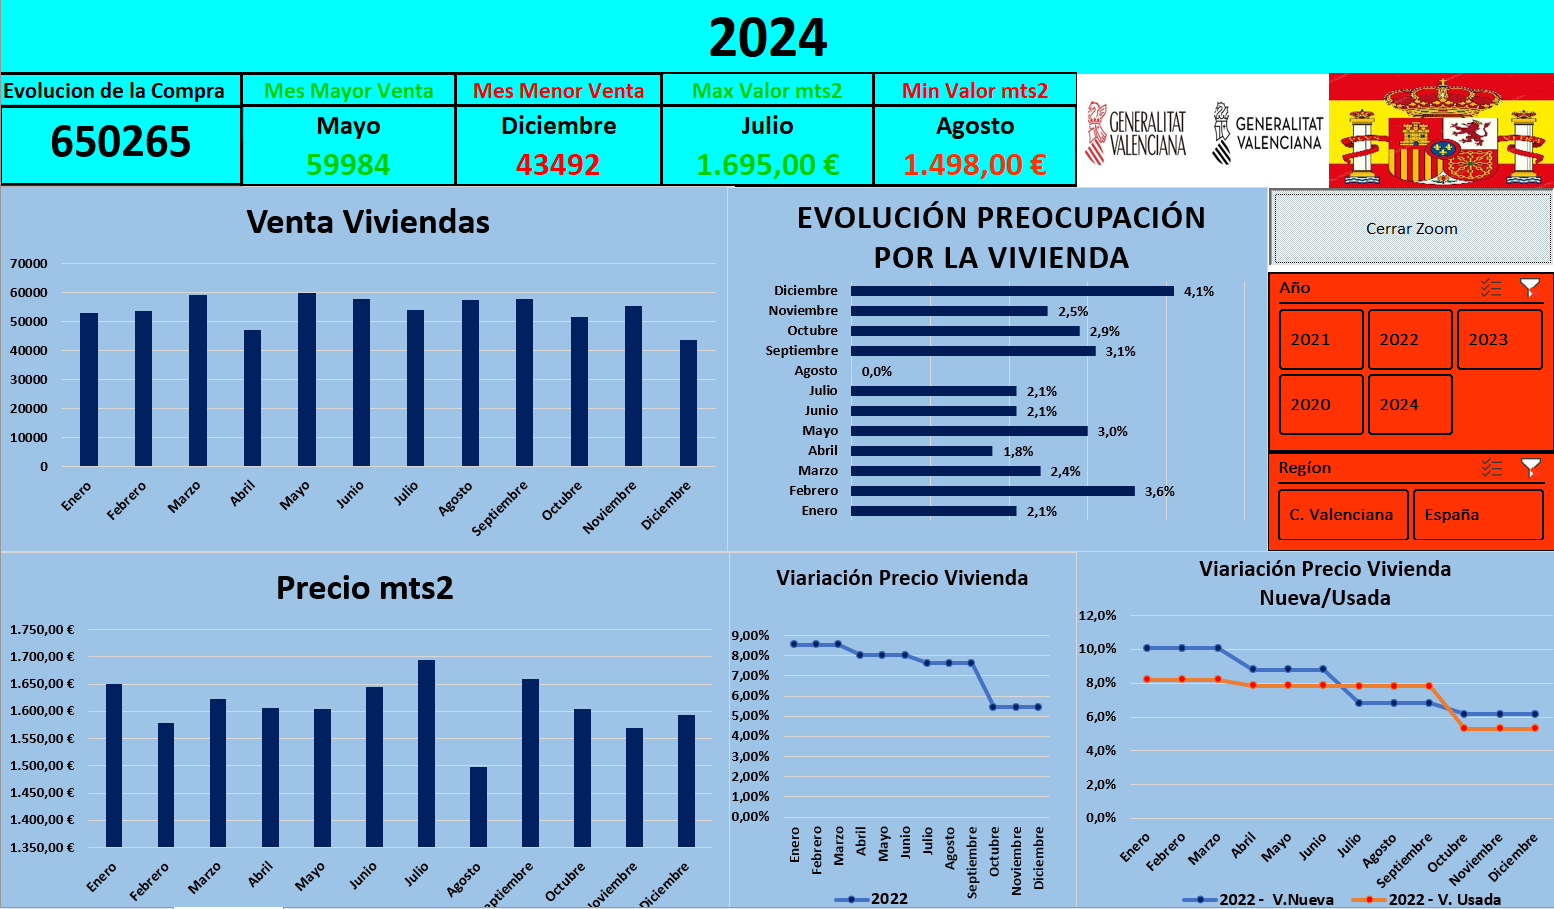 2024
Evolucion de la Compra
650265
Mes Mayor Venta
Mayo
59984
Mes Menor Venta
Diciembre
43492
Max Valor mts2
Julio
1.695,00 €
Min Valor mts2
Agosto
1.498,00 €
GENERALITAT
VALENCIANA
GENERALITAT
VALENCIANA
Venta Viviendas
70000
60000
50000
40000
30000
20000
10000
0
Enero
Febrero
Marzo
Abril
Mayo
Junio
Julio
Agosto
Septiembre
Octubre
Noviembre
Diciembre
EVOLUCIÓN PREOCUPACIÓN
POR LA VIVIENDA
Diciembre 4,1%
Noviembre 2,5%
Octubre 2,9%
Septiembre 3,1%
Agosto 0,0%
Julio 2,1%
Junio 2,1%
Mayo 3,0%
Abril 1,8%
Marzo 2,4%
Febrero 3,6%
Enero 2,1%
Cerrar Zoom
Año
2021 2022 2023
2020 2024
Regíon
C. Valenciana España
Precio mts2
1.750,00 €
1.700,00 €
1.650,00 €
1.600,00 €
1.550,00 €
1.500,00 €
1.450,00 €
1.400,00 €
1.350,00 €
Enero
Febrero
Marzo
Abril
Mayo
Junio
Julio
Agosto
eptiembre
Octubre
oviembre
Diciembre
Viariación Precio Vivienda
9,00%
8,00%
7,00%
6,00%
5,00%
4,00%
3,00%
2,00%
1,00%
0,00%
Enero
Febrero
Marzo
Abril
Mayo
Junio
Julio
Agosto
Septiembre
Octubre
Noviembre
Diciembre
2022
Viariación Precio Vivienda
Nueva/Usada
12,0%
10,0%
8,0%
6,0%
4,0%
2,0%
0,0%
Enero
Febrero
Marzo
Abril
Mayo
Junio
Julio
Agosto
Septiembre
Octubre
Noviembre
Diciembre
2022 - V.Nueva
2022 - V. Usada